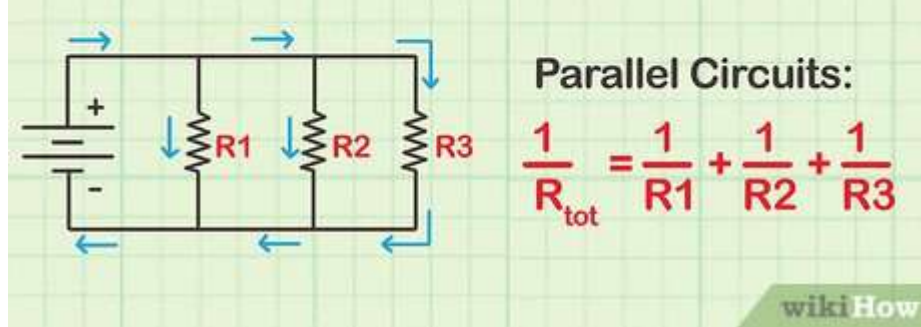 +
-
R1
R2
R3
Parallel Circuits:
1/R_tot = 1/R1 + 1/R2 + 1/R3
wikiHow